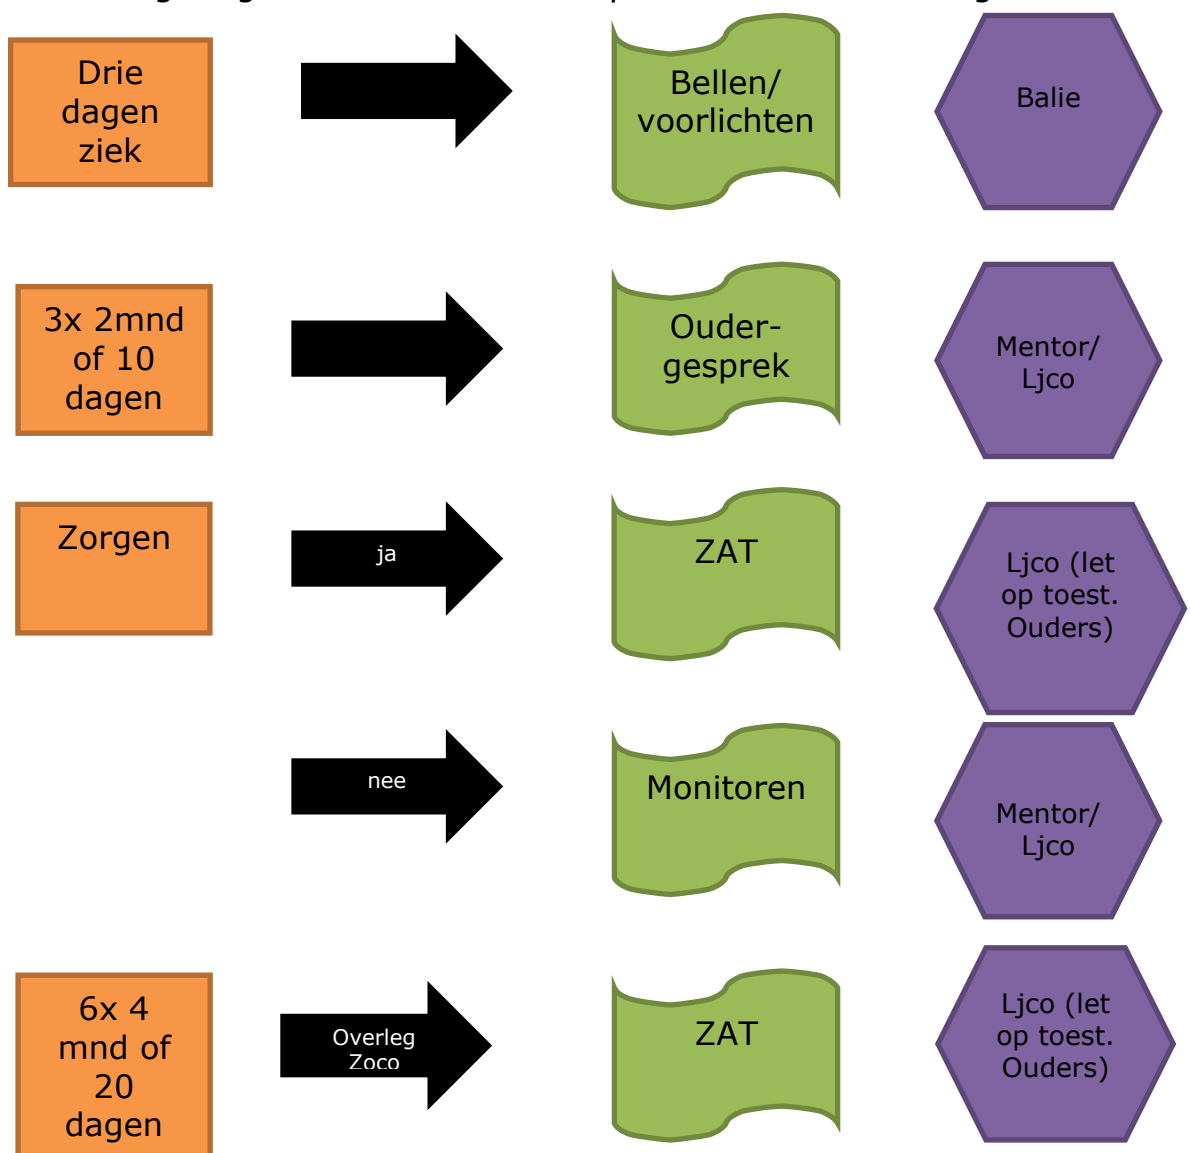 Drie
dagen
ziek
Bellen/
voorlichten
Balie
3x 2mnd
of 10
dagen
Ouder-
gesprek
Mentor/
Ljco
Zorgen
ja
ZAT
Ljco (let
op toest.
Ouders)
nee
Monitoren
Mentor/
Ljco
6x 4
mnd of
20
dagen
Overleg
Zoco
ZAT
Ljco (let
op toest.
Ouders)